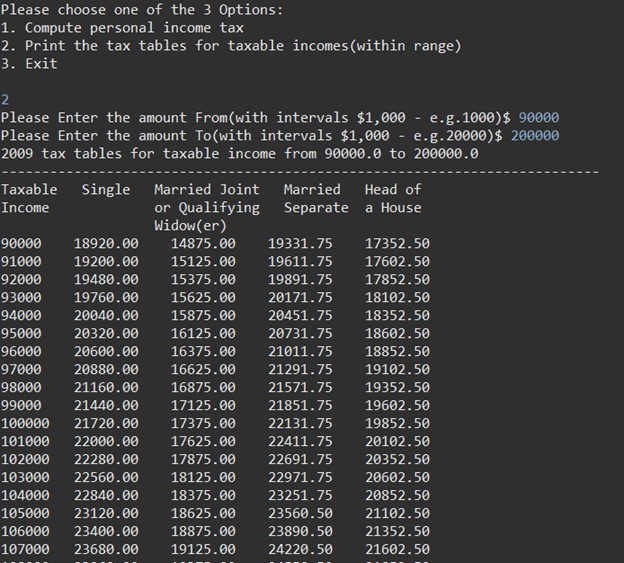 Please choose one of the 3 Options:
1. Compute personal income tax
2. Print the tax tables for taxable incomes(within range)
3. Exit
2
Please Enter the amount From(with intervals $1,000 - e.g.1000)$ 90000
Please Enter the amount To(with intervals $1,000 - e.g.20000)$ 200000
2009 tax tables for taxable income from 90000.0 to 200000.0
------------------------------------------------------------------------
Taxable Single Married Joint Married Head of
Income or Qualifying Separate a House
Widow(er)
90000 18920.00 14875.00 19331.75 17352.50
91000 19200.00 15125.00 19611.75 17602.50
92000 19480.00 15375.00 19891.75 17852.50
93000 19760.00 15625.00 20171.75 18102.50
94000 20040.00 15875.00 20451.75 18352.50
95000 20320.00 16125.00 20731.75 18602.50
96000 20600.00 16375.00 21011.75 18852.50
97000 20880.00 16625.00 21291.75 19102.50
98000 21160.00 16875.00 21571.75 19352.50
99000 21440.00 17125.00 21851.75 19602.50
100000 21720.00 17375.00 22131.75 19852.50
101000 22000.00 17625.00 22411.75 20102.50
102000 22280.00 17875.00 22691.75 20352.50
103000 22560.00 18125.00 22971.75 20602.50
104000 22840.00 18375.00 23251.75 20852.50
105000 23120.00 18625.00 23560.50 21102.50
106000 23400.00 18875.00 23890.50 21352.50
107000 23680.00 19125.00 24220.50 21602.50